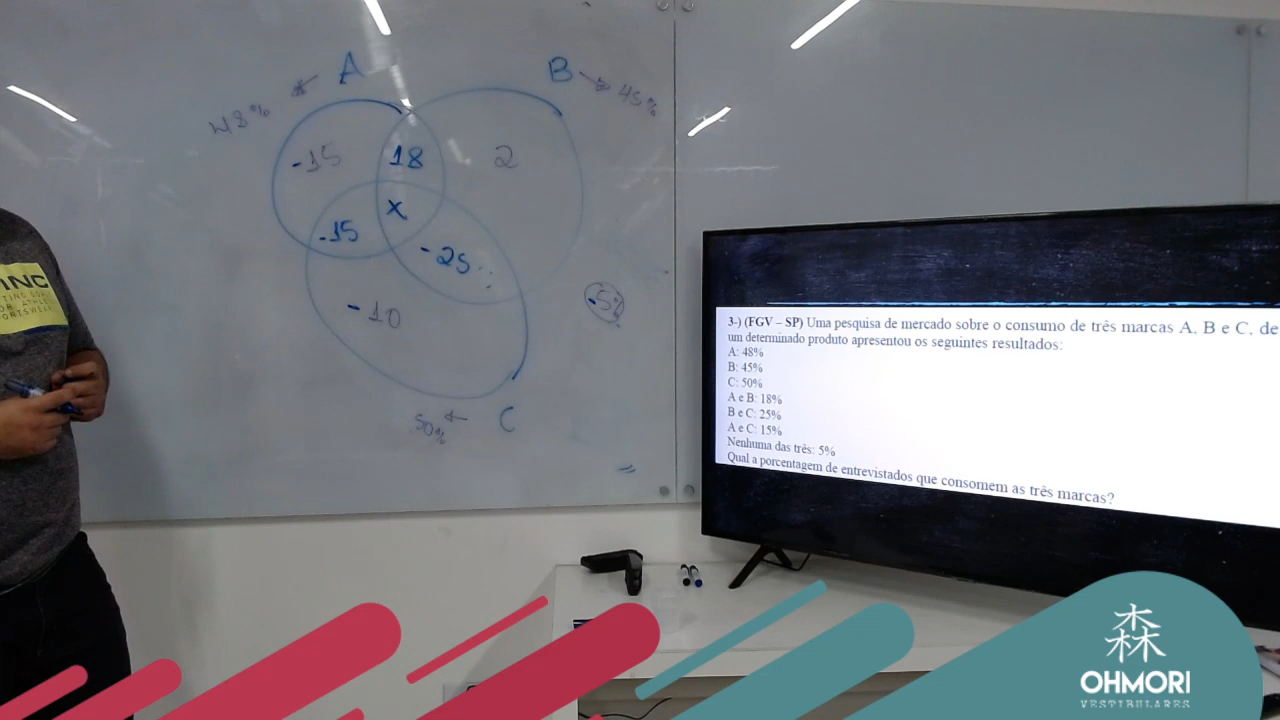 A
B
48%
45%
-15
18
2
x
-15
-25
-10
-5%
C
50%
3-) (FGV – SP) Uma pesquisa de mercado sobre o consumo de três marcas A, B e C, de
um determinado produto apresentou os seguintes resultados:
A: 48%
B: 45%
C: 50%
A e B: 18%
B e C: 25%
A e C: 15%
Nenhuma das três: 5%
Qual a porcentagem de entrevistados que consomem as três marcas?
森
OHMORI
VESTIBULARES